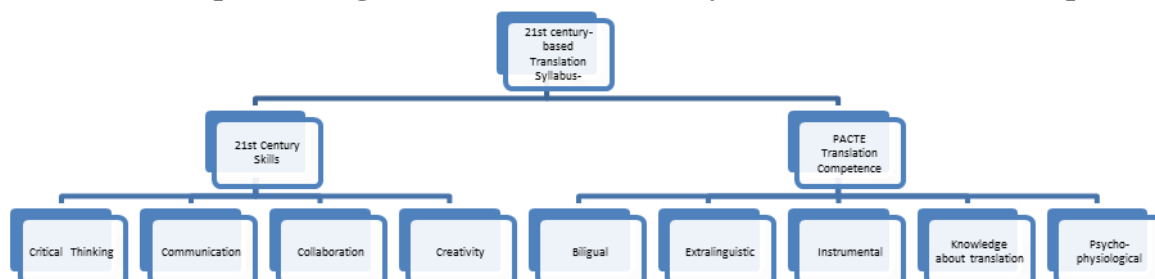 21st century-
based
Translation
Syllabus-
21st Century
Skills
PACTE
Translation
Competence
Critical Thinking
Communication
Collaboration
Creativity
Biligual
Extralinguistic
Instrumental
Knowledge
about translation
Psycho-
physiological